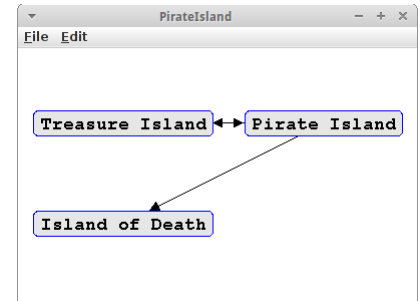 PirateIsland
File Edit
Treasure Island
Pirate Island
Island of Death